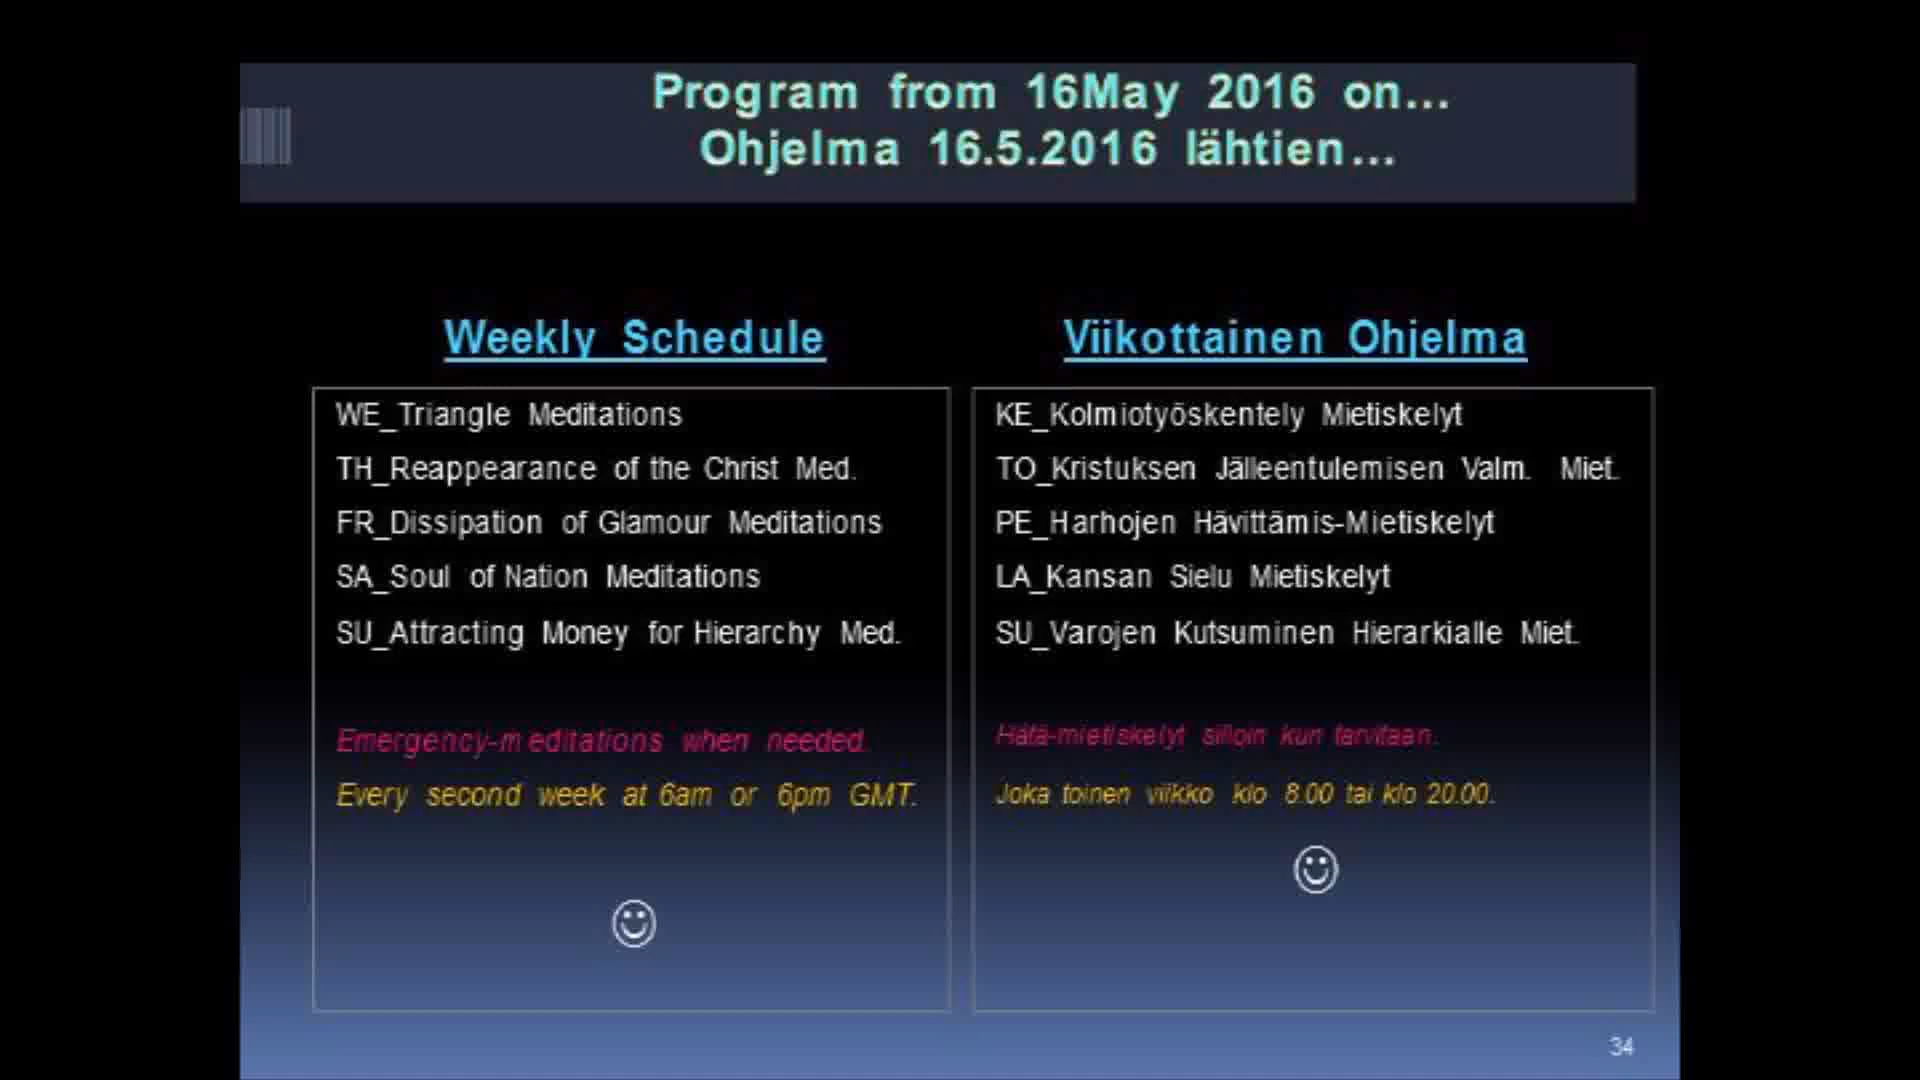 Program from 16May 2016 on...
Ohjelma 16.5.2016 lähtien...
Weekly Schedule
WE_Triangle Meditations
TH_Reappearance of the Christ Med.
FR_Dissipation of Glamour Meditations
SA_Soul of Nation Meditations
SU_Attracting Money for Hierarchy Med.
Emergency-meditations when needed.
Every second week at 6am or 6pm GMT.
Viikottainen Ohjelma
KE_Kolmiotyöskentely Mietiskelyt
TO_Kristuksen Jälleentulemisen Valm. Miet.
PE_Harhojen Hävittämis-Mietiskelyt
LA_Kansan Sielu Mietiskelyt
SU_Varojen Kutsuminen Hierarkialle Miet.
Hätä-mietiskelyt silloin kun tarvitaan.
Joka toinen viikko klo 8.00 tai klo 20.00.
34